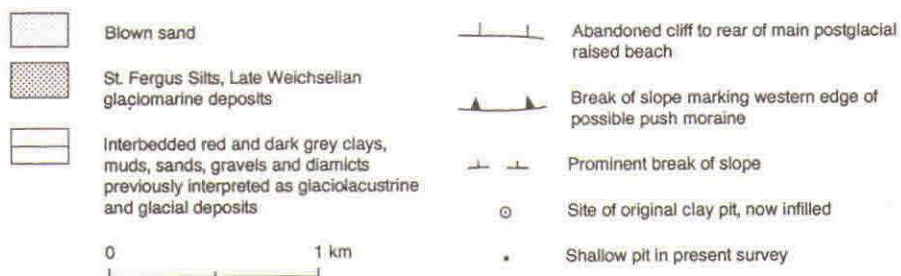 Blown sand
St. Fergus Silts, Late Weichselian
glaciomarine deposits
Interbedded red and dark grey clays,
muds, sands, gravels and diamicts
previously interpreted as glaciolacustrine
and glacial deposits
0 1 km
Abandoned cliff to rear of main postglacial
raised beach
Break of slope marking western edge of
possible push moraine
Prominent break of slope
Site of original clay pit, now infilled
Shallow pit in present survey